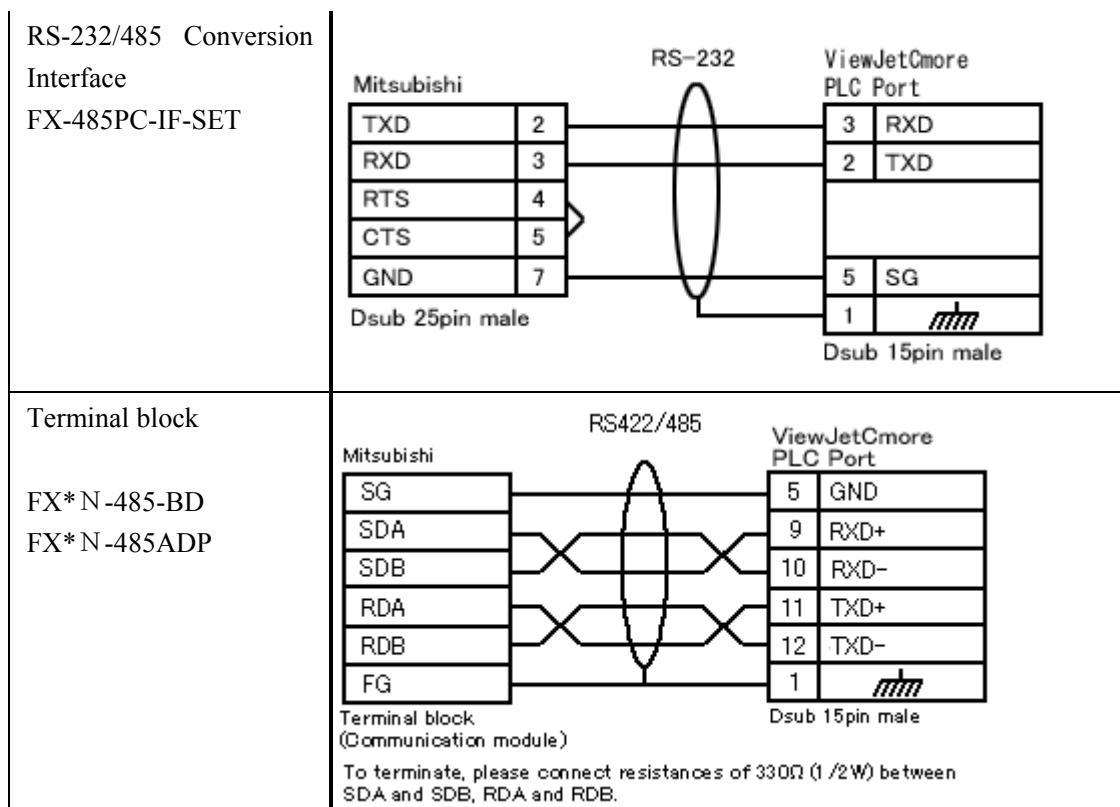 RS-232/485 Conversion
Interface
FX-485PC-IF-SET
RS-232
Mitsubishi
ViewJetCmore
PLC Port
TXD 2 3 RXD
RXD 3 2 TXD
RTS 4
CTS 5
GND 7 5 SG
1
Dsub 25pin male
Dsub 15pin male
Terminal block
FX*N-485-BD
FX*N-485ADP
RS422/485
Mitsubishi
ViewJetCmore
PLC Port
SG 5 GND
SDA 9 RXD+
SDB 10 RXD-
RDA 11 TXD+
RDB 12 TXD-
FG 1
Terminal block
(Communication module)
Dsub 15pin male
To terminate, please connect resistances of 330Ω (1/2W) between
SDA and SDB, RDA and RDB.